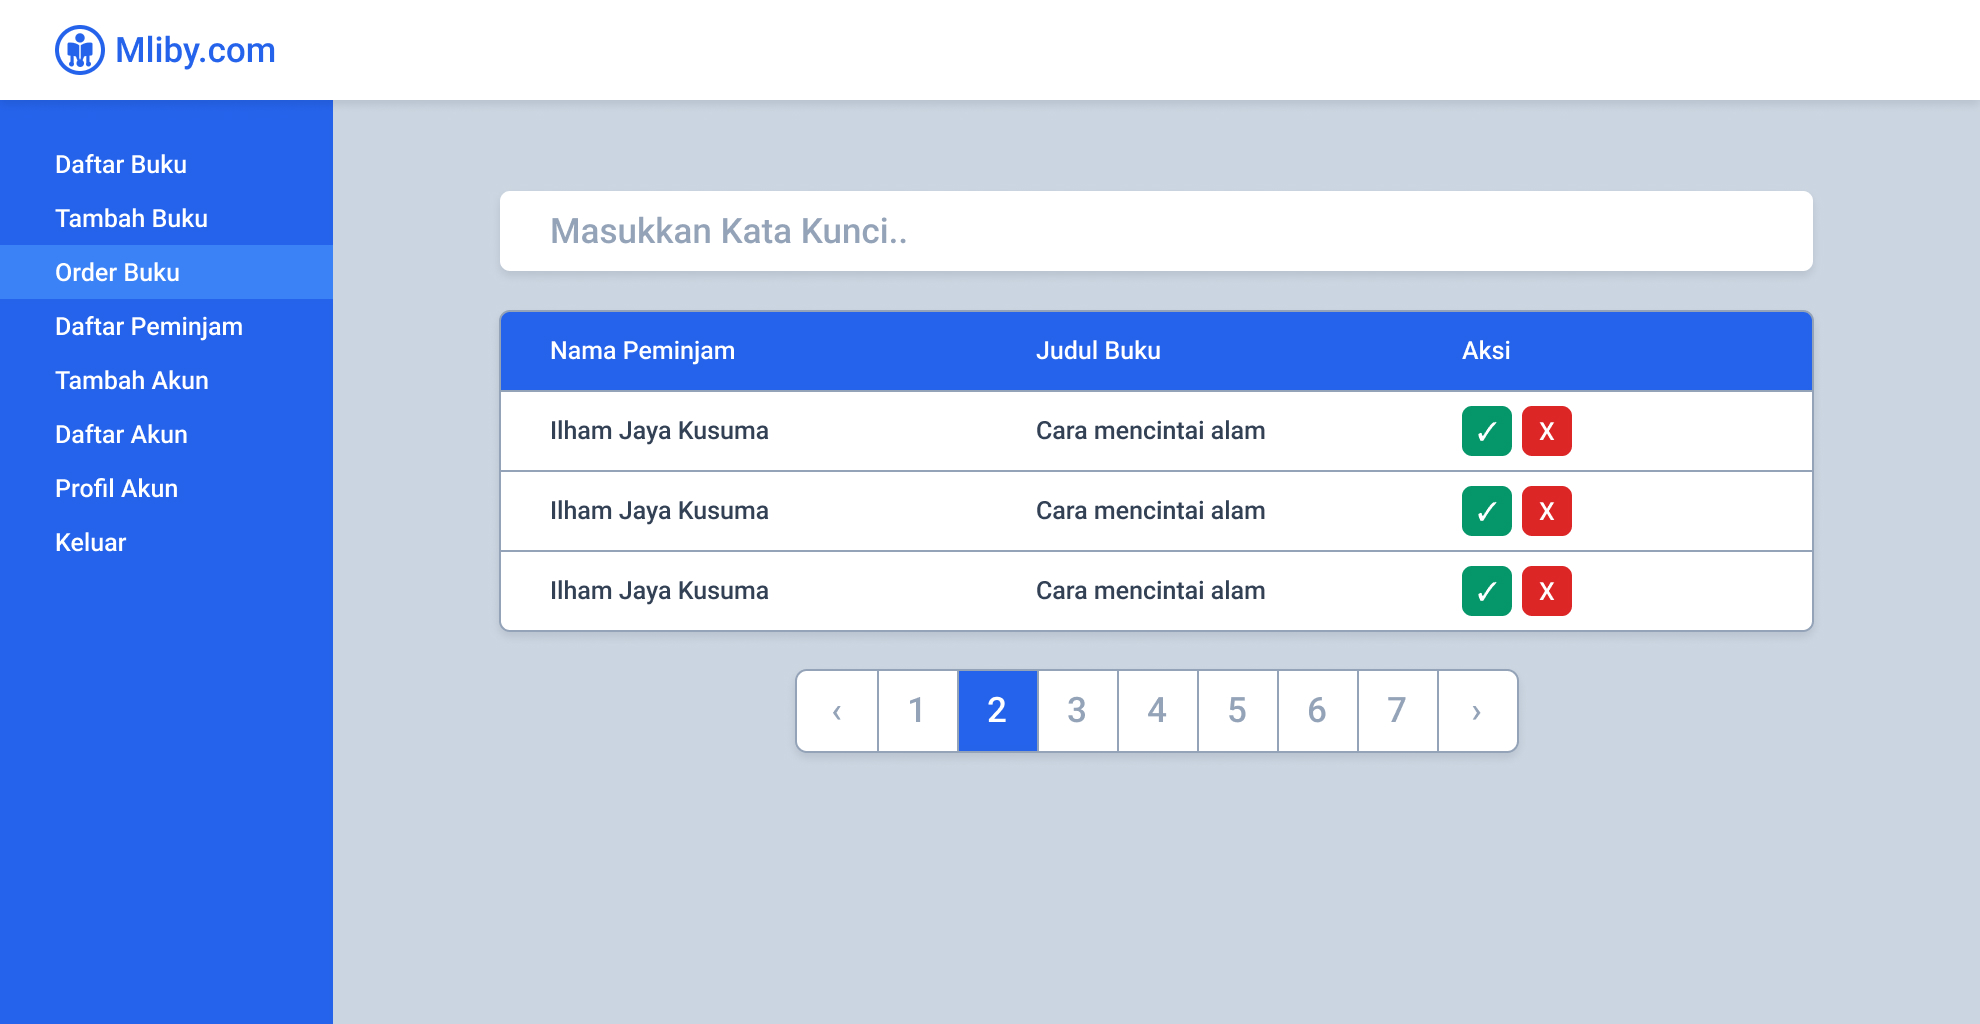 Mliby.com
Daftar Buku
Tambah Buku
Order Buku
Daftar Peminjam
Tambah Akun
Daftar Akun
Profil Akun
Keluar
Masukkan Kata Kunci..
Nama Peminjam Judul Buku Aksi
Ilham Jaya Kusuma Cara mencintai alam ✓ X
Ilham Jaya Kusuma Cara mencintai alam ✓ X
Ilham Jaya Kusuma Cara mencintai alam ✓ X
‹ 1 2 3 4 5 6 7 ›